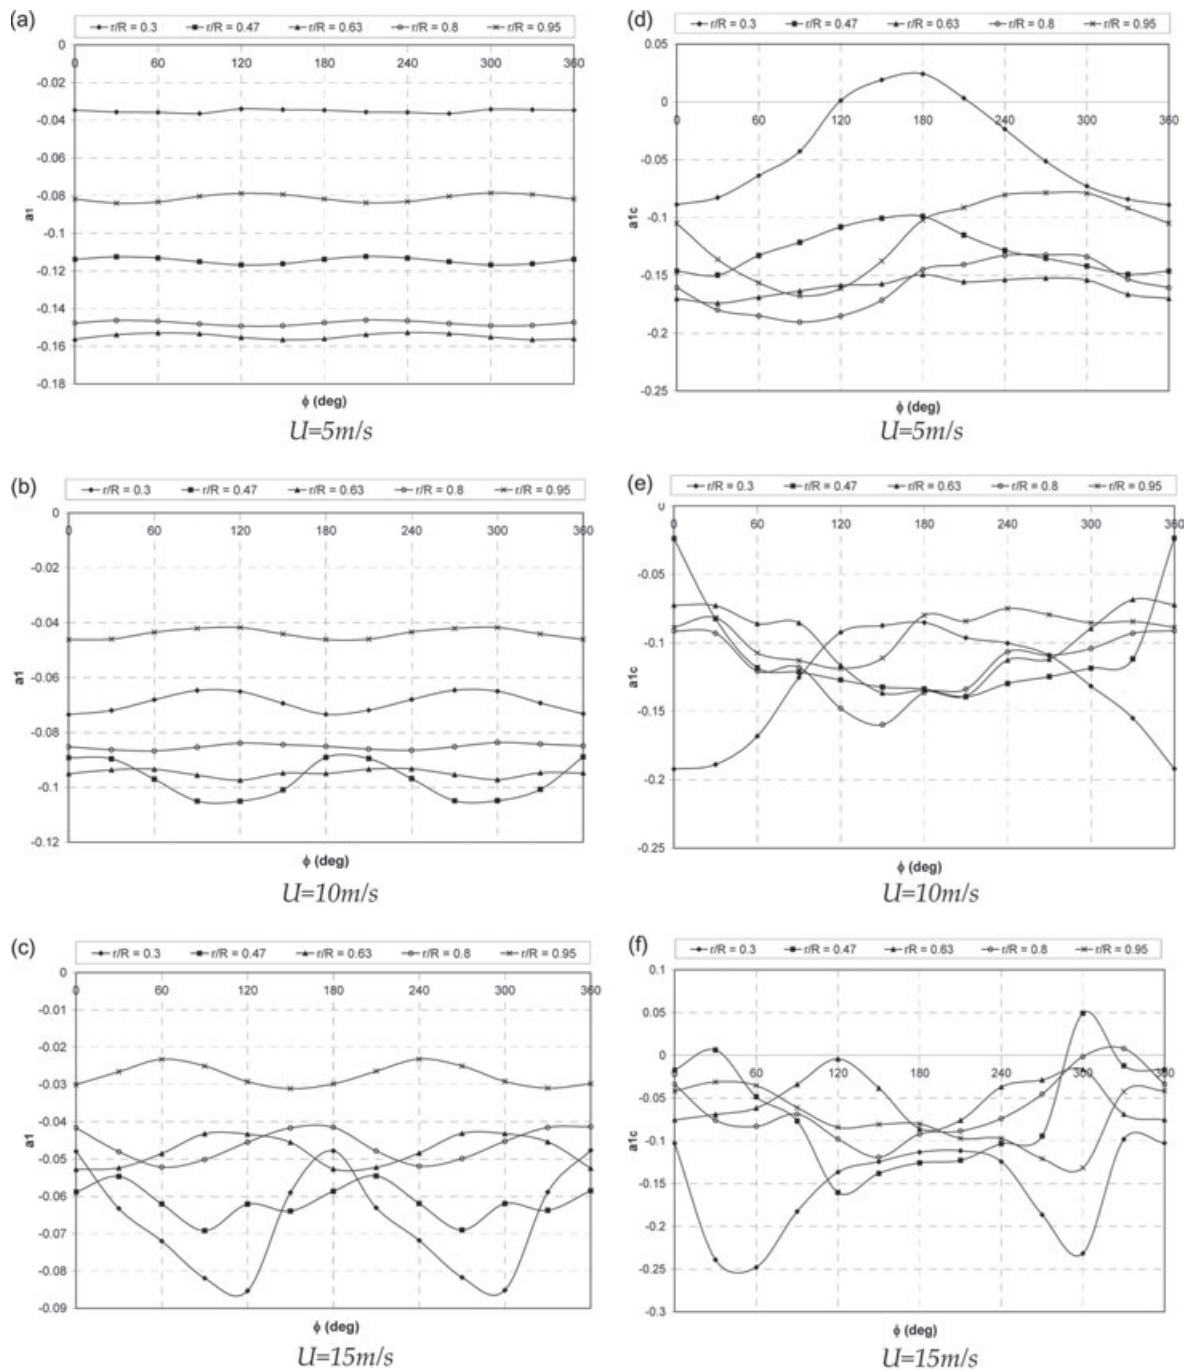 (a)
r/R = 0.3 r/R = 0.47 r/R = 0.63 r/R = 0.8 r/R = 0.95
0
-0.02
-0.04
-0.06
-0.08
-0.1
-0.12
-0.14
-0.16
-0.18
a1
0 60 120 180 240 300 360
ϕ (deg)
U=5m/s
(d)
r/R = 0.3 r/R = 0.47 r/R = 0.63 r/R = 0.8 r/R = 0.95
0.05
0
-0.05
-0.1
-0.15
-0.2
-0.25
a1c
0 60 120 180 240 300 360
ϕ (deg)
U=5m/s
(b)
r/R = 0.3 r/R = 0.47 r/R = 0.63 r/R = 0.8 r/R = 0.95
0
-0.02
-0.04
-0.06
-0.08
-0.1
-0.12
a1
0 60 120 180 240 300 360
ϕ (deg)
U=10m/s
(e)
r/R = 0.3 r/R = 0.47 r/R = 0.63 r/R = 0.8 r/R = 0.95
0
-0.05
-0.1
-0.15
-0.2
-0.25
a1c
0 60 120 180 240 300 360
ϕ (deg)
U=10m/s
(c)
r/R = 0.3 r/R = 0.47 r/R = 0.63 r/R = 0.8 r/R = 0.95
0
-0.01
-0.02
-0.03
-0.04
-0.05
-0.06
-0.07
-0.08
-0.09
a1
0 60 120 180 240 300 360
ϕ (deg)
U=15m/s
(f)
r/R = 0.3 r/R = 0.47 r/R = 0.63 r/R = 0.8 r/R = 0.95
0.1
0.05
0
-0.05
-0.1
-0.15
-0.2
-0.25
-0.3
a1c
0 60 120 180 240 300 360
ϕ (deg)
U=15m/s